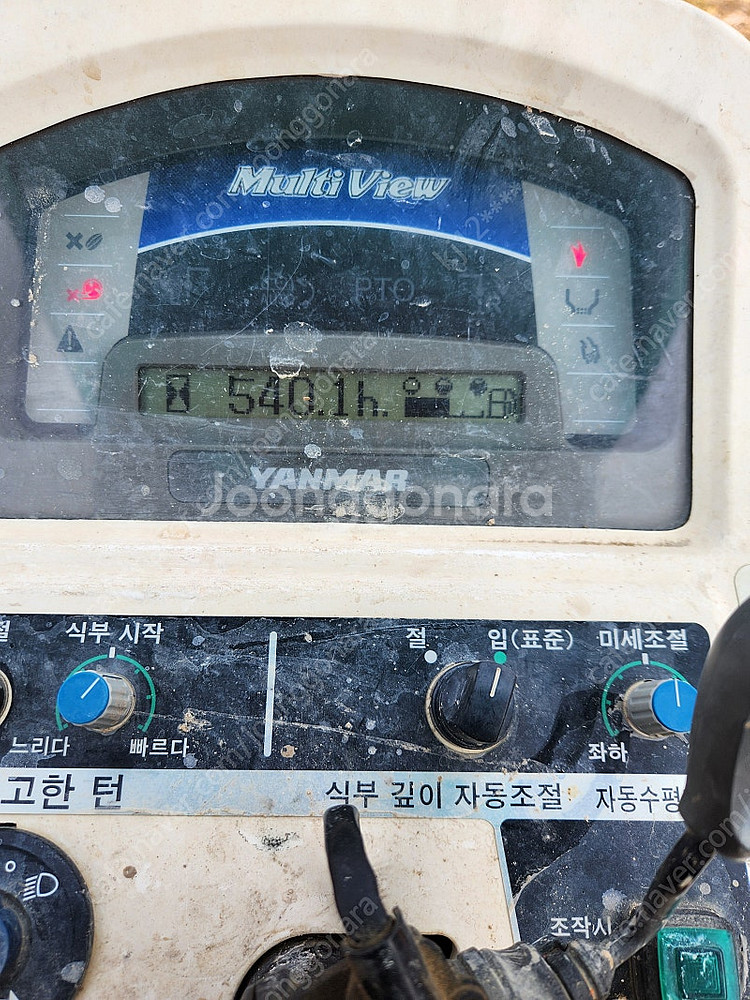 Multi View
PTO
540.1h.
YANMAR
Joonggonara
식부 시작
절 입(표준) 미세조절
느리다 빠르다 좌하
고한 턴
식부 깊이 자동조절 자동수평
조작시